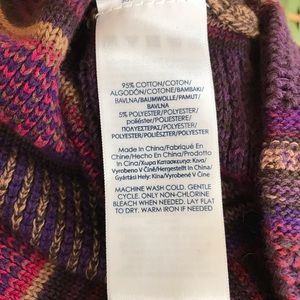 95% COTTON/COTON/
ALGODÓN/COTONE/BAMBAKI/
BAVLNA/BAUMWOLLE/PAMUT/
BAVLNA
5% POLYESTER/POLYESTER/
poliéster/POLIESTERE/
ΠΟΛΥΕΣΤΕΡΑΣ/POLYESTER/
POLYESTER/POLIÉSZTER/POLYESTER
Made In China/Fabriqué En
Chine/Hecho En China/Prodotto
In Cina/Χωρα Κατασκευησ Κινα/
Vyrobeno V Číně/Hergestellt In China/
Gyártási Hely: Kína/Vyrobené V Číne
MACHINE WASH COLD. GENTLE
CYCLE. ONLY NON-CHLORINE
BLEACH WHEN NEEDED. LAY FLAT
TO DRY. WARM IRON IF NEEDED